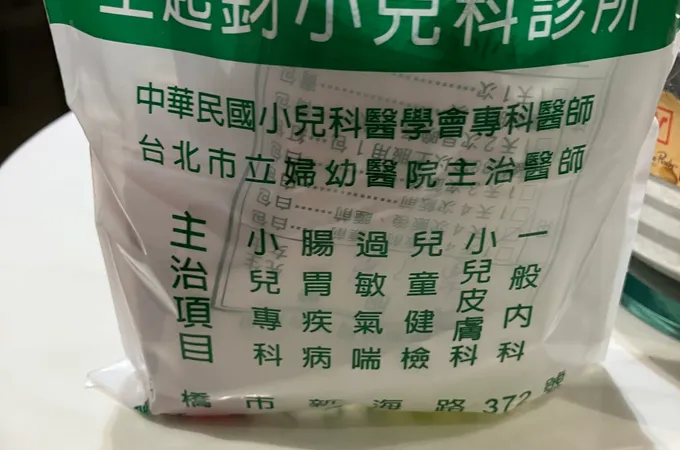 小兒科診所
中華民國小兒科醫學會專科醫師
台北市立婦幼醫院主治醫師
主治項目
小兒專科
腸胃疾病
過敏氣喘
兒童健檢
小兒皮膚科
一般內科
橋市新海路372號